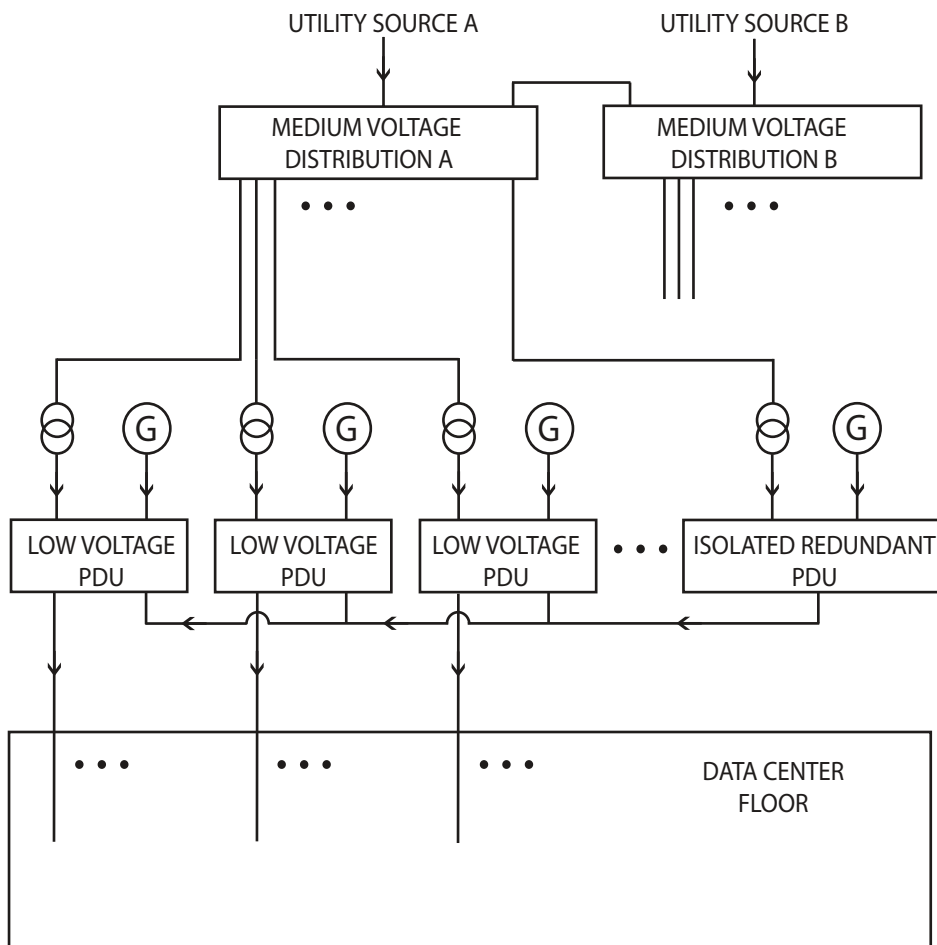 UTILITY SOURCE A
UTILITY SOURCE B
MEDIUM VOLTAGE
DISTRIBUTION A
MEDIUM VOLTAGE
DISTRIBUTION B
G
G
G
G
LOW VOLTAGE
PDU
LOW VOLTAGE
PDU
LOW VOLTAGE
PDU
ISOLATED REDUNDANT
PDU
DATA CENTER
FLOOR